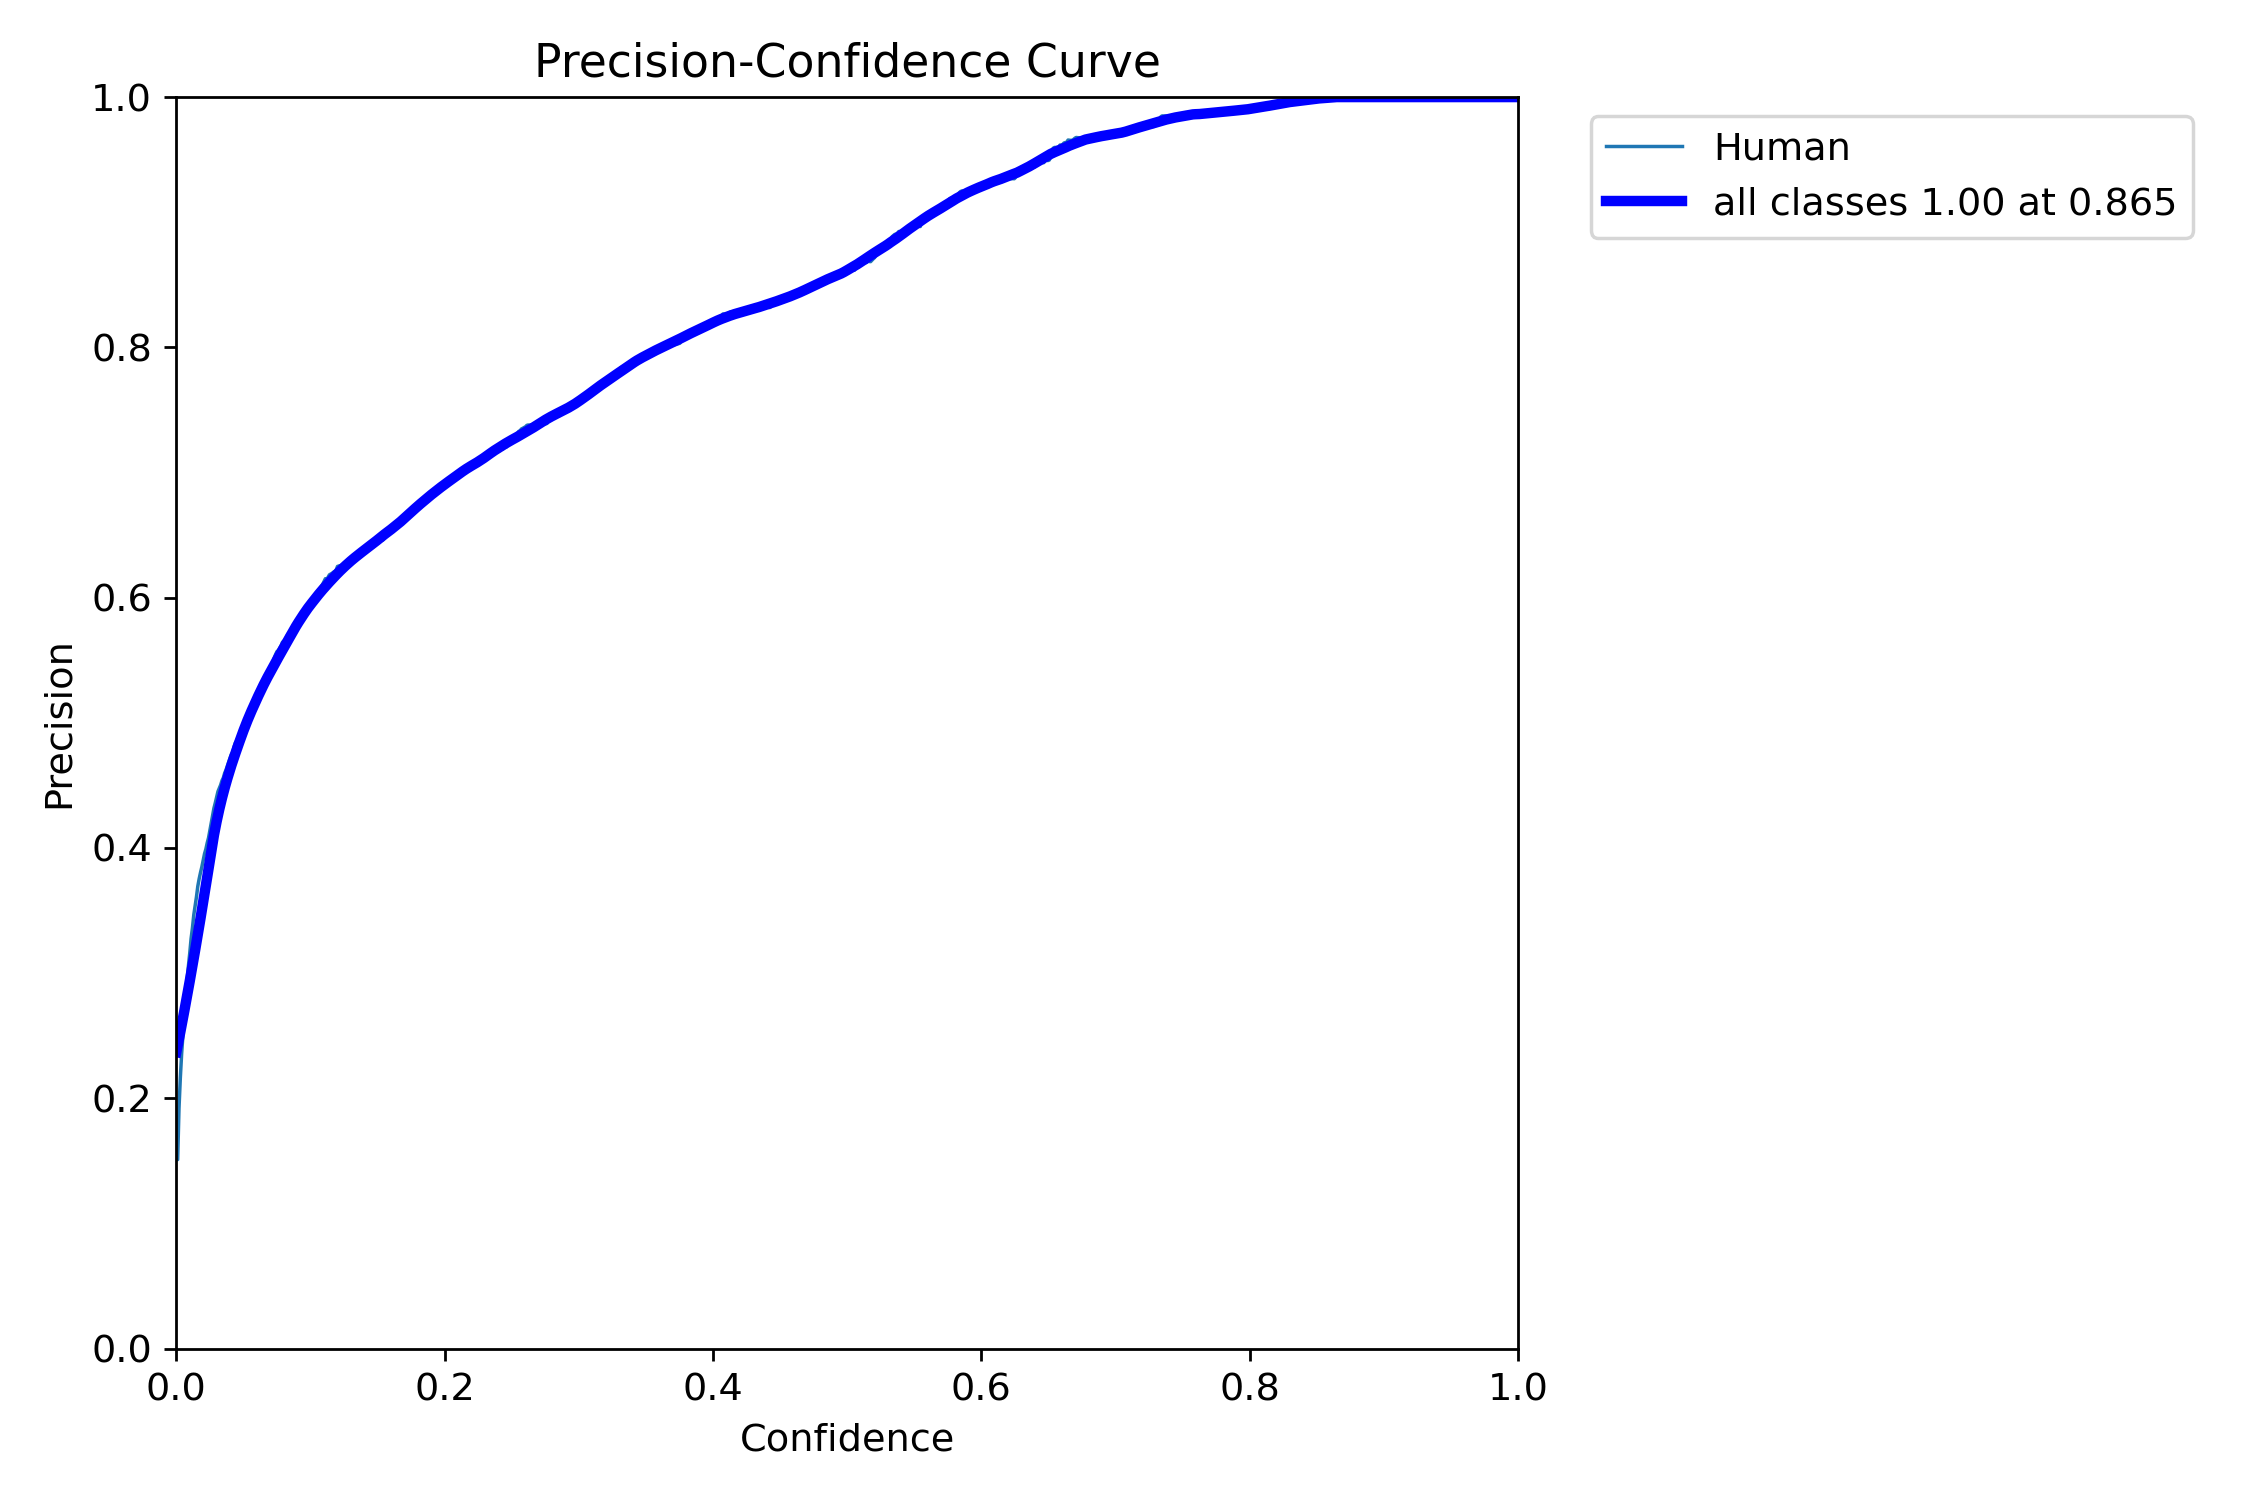 Precision-Confidence Curve
1.0
0.8
0.6
0.4
0.2
0.0
Precision
0.0 0.2 0.4 0.6 0.8 1.0
Confidence
Human
all classes 1.00 at 0.865